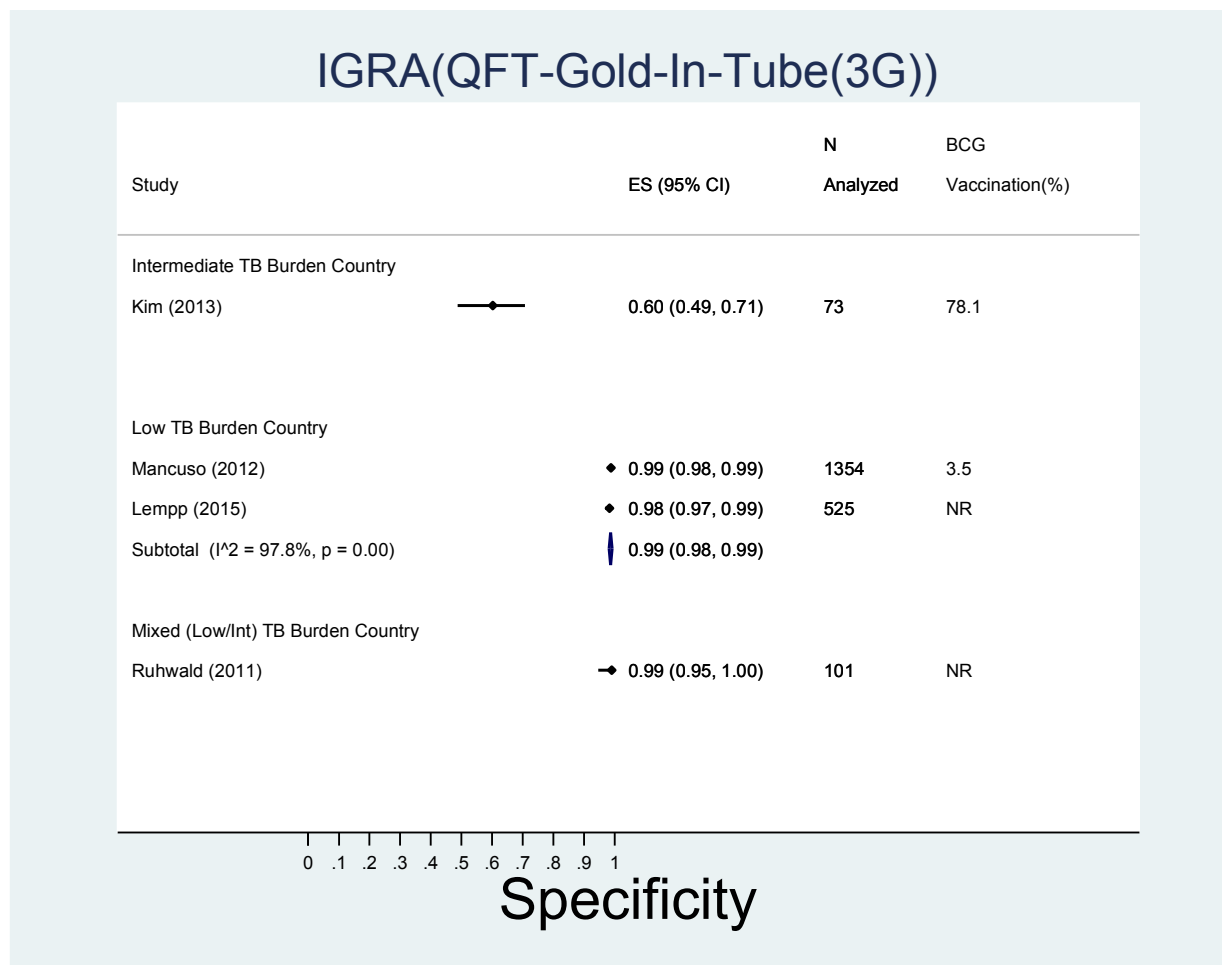 IGRA(QFT-Gold-In-Tube(3G))
N BCG
Study ES (95% CI) Analyzed Vaccination(%)
Intermediate TB Burden Country
Kim (2013) 0.60 (0.49, 0.71) 73 78.1
Low TB Burden Country
Mancuso (2012) 0.99 (0.98, 0.99) 1354 3.5
Lempp (2015) 0.98 (0.97, 0.99) 525 NR
Subtotal (I^2 = 97.8%, p = 0.00) 0.99 (0.98, 0.99)
Mixed (Low/Int) TB Burden Country
Ruhwald (2011) 0.99 (0.95, 1.00) 101 NR
0 .1 .2 .3 .4 .5 .6 .7 .8 .9 1
Specificity